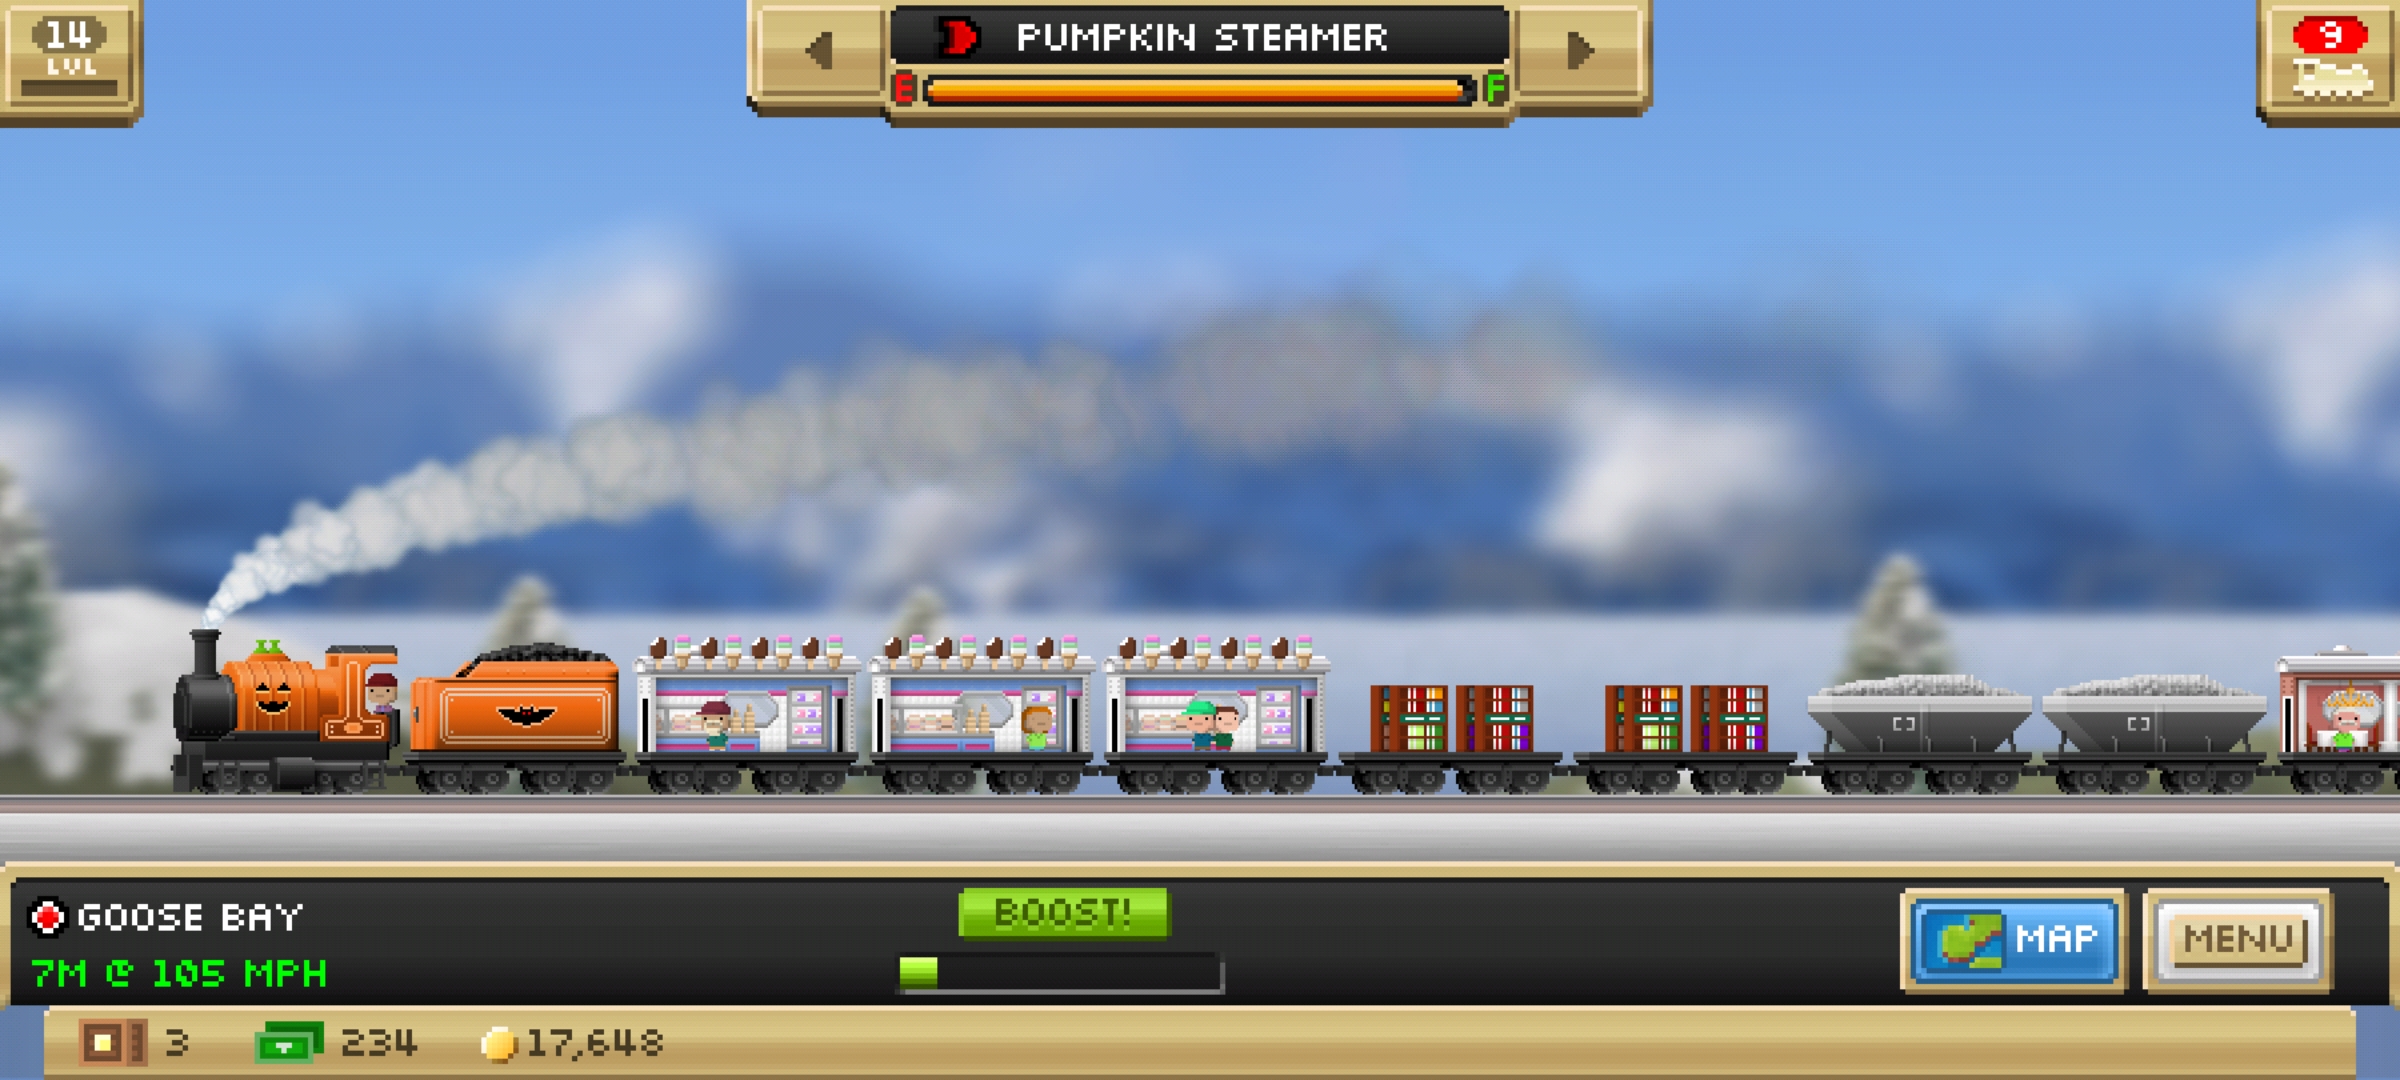 14
LVL
PUMPKIN STEAMER
E F
9
GOOSE BAY
7M @ 105 MPH
BOOST!
MAP
MENU
3
234
17,648